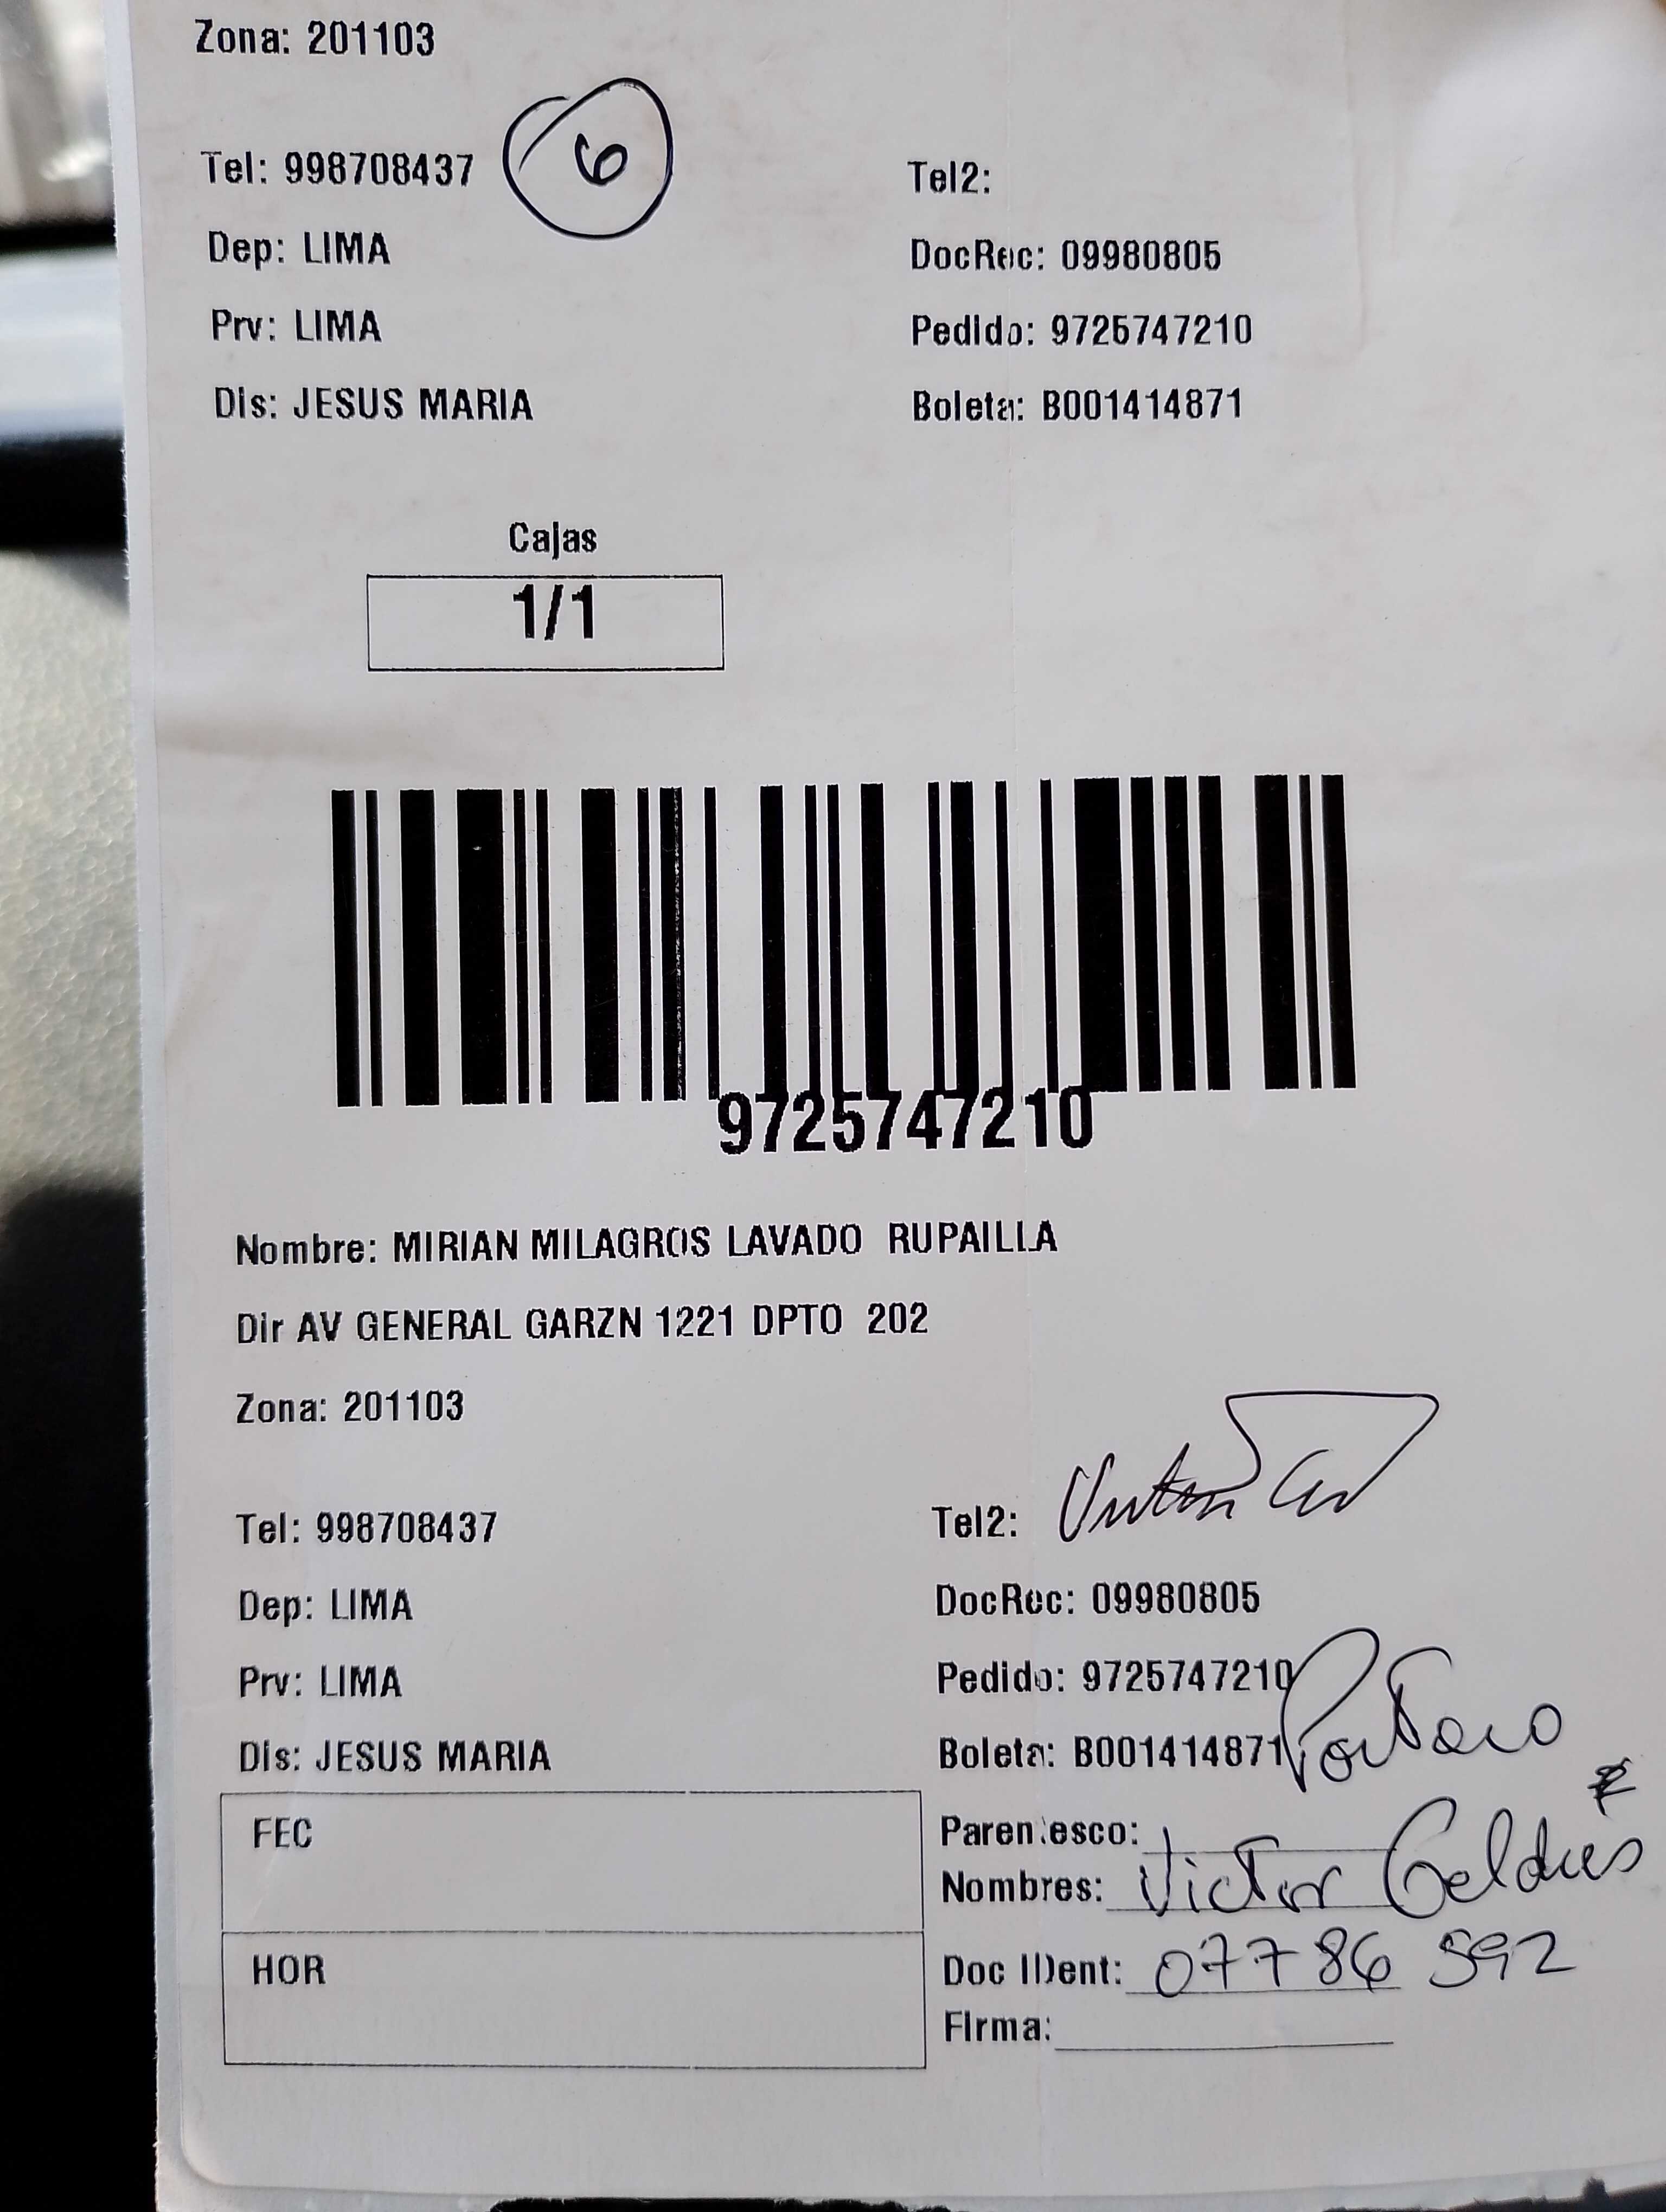 Zona: 201103
6
Tel: 998708437
Tel2:
Dep: LIMA
DocRec: 09980805
Prv: LIMA
Pedido: 9725747210
Dis: JESUS MARIA
Boleta: B001414871
Cajas
1/1
9725747210
Nombre: MIRIAN MILAGROS LAVADO RUPAILLA
Dir AV GENERAL GARZN 1221 DPTO 202
Zona: 201103
Tel: 998708437
Tel2:
Dep: LIMA
DocRec: 09980805
Prv: LIMA
Pedido: 9725747210
Portero
Dis: JESUS MARIA
Boleta: B001414871
FEC
Parentesco:
Nombres: Victor
HOR
Doc IDent: 07786592
Firma: